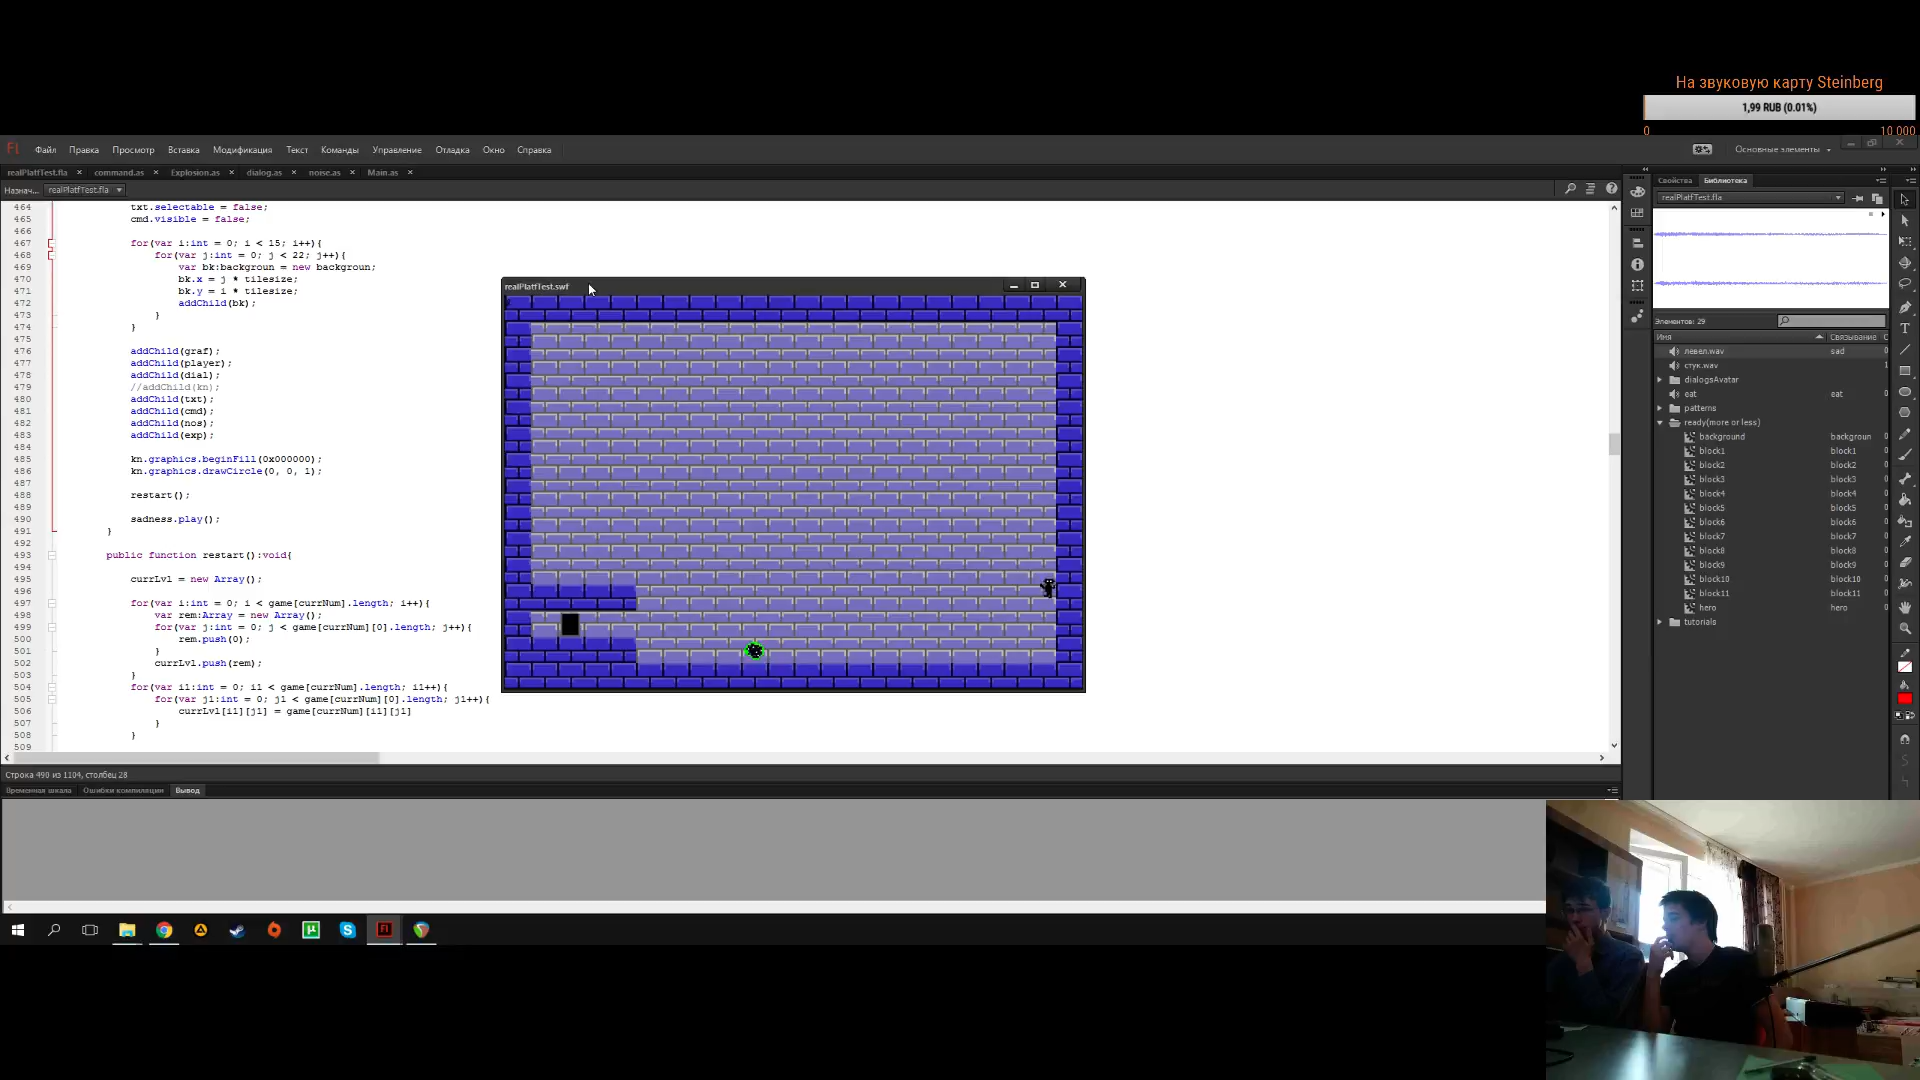 На звуковую карту Steinberg
1,99 RUB (0.01%)
0 10 000
Fl Файл Правка Просмотр Вставка Модификация Текст Команды Управление Отладка Окно Справка Основные элементы
realPlatfTest.fla × command.as × Explosion.as × dialog.as × noise.as × Main.as ×
Назнач... realPlatfTest.fla
464 txt.selectable = false;
465 cmd.visible = false;
466
467 for(var i:int = 0; i < 15; i++){
468 for(var j:int = 0; j < 22; j++){
469 var bk:backgroun = new backgroun;
470 bk.x = j * tilesize;
471 bk.y = i * tilesize;
472 addChild(bk);
473 }
474 }
475
476 addChild(graf);
477 addChild(player);
478 addChild(dial);
479 //addChild(kn);
480 addChild(txt);
481 addChild(cmd);
482 addChild(nos);
483 addChild(exp);
484
485 kn.graphics.beginFill(0x000000);
486 kn.graphics.drawCircle(0, 0, 1);
487
488 restart();
489
490 sadness.play();
491 }
492
493 public function restart():void{
494
495 currLvl = new Array();
496
497 for(var i:int = 0; i < game[currNum].length; i++){
498 var rem:Array = new Array();
499 for(var j:int = 0; j < game[currNum][0].length; j++){
500 rem.push(0);
501 }
502 currLvl.push(rem);
503 }
504 for(var i1:int = 0; i1 < game[currNum].length; i1++){
505 for(var j1:int = 0; j1 < game[currNum][0].length; j1++){
506 currLvl[i1][j1] = game[currNum][i1][j1]
507 }
508 }
509
realPlatfTest.swf
Строка 490 из 1104, столбец 28
Временная шкала Ошибки компиляции Вывод
Свойства Библиотека
realPlatfTest.fla
Элементов: 29
Имя Связывание
левел.wav sad
стук.wav
dialogsAvatar
eat eat
patterns
ready(more or less)
background backgroun
block1 block1
block2 block2
block3 block3
block4 block4
block5 block5
block6 block6
block7 block7
block8 block8
block9 block9
block10 block10
block11 block11
hero hero
tutorials